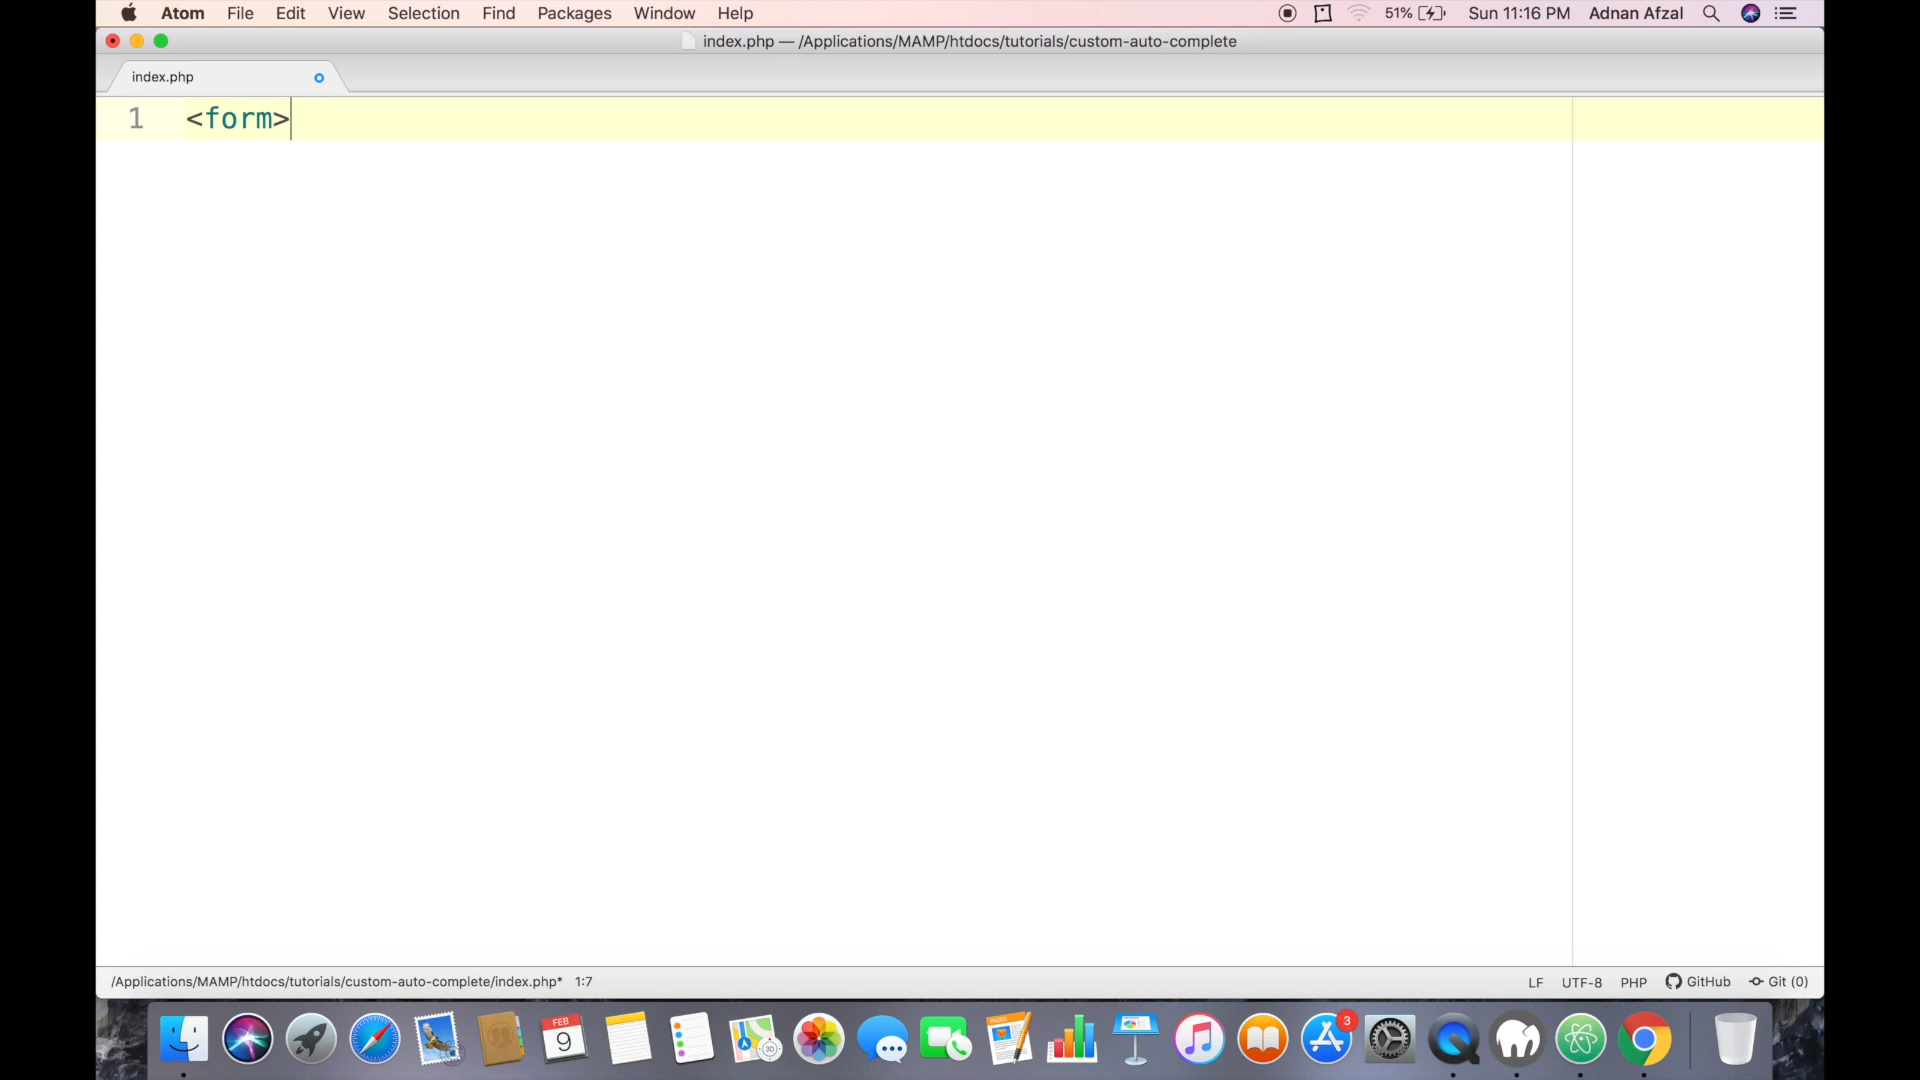 Atom File Edit View Selection Find Packages Window Help 51% Sun 11:16 PM Adnan Afzal
index.php — /Applications/MAMP/htdocs/tutorials/custom-auto-complete
index.php
1 <form>
/Applications/MAMP/htdocs/tutorials/custom-auto-complete/index.php* 1:7 LF UTF-8 PHP GitHub Git (0)
FEB
9
3D
PAGES
3